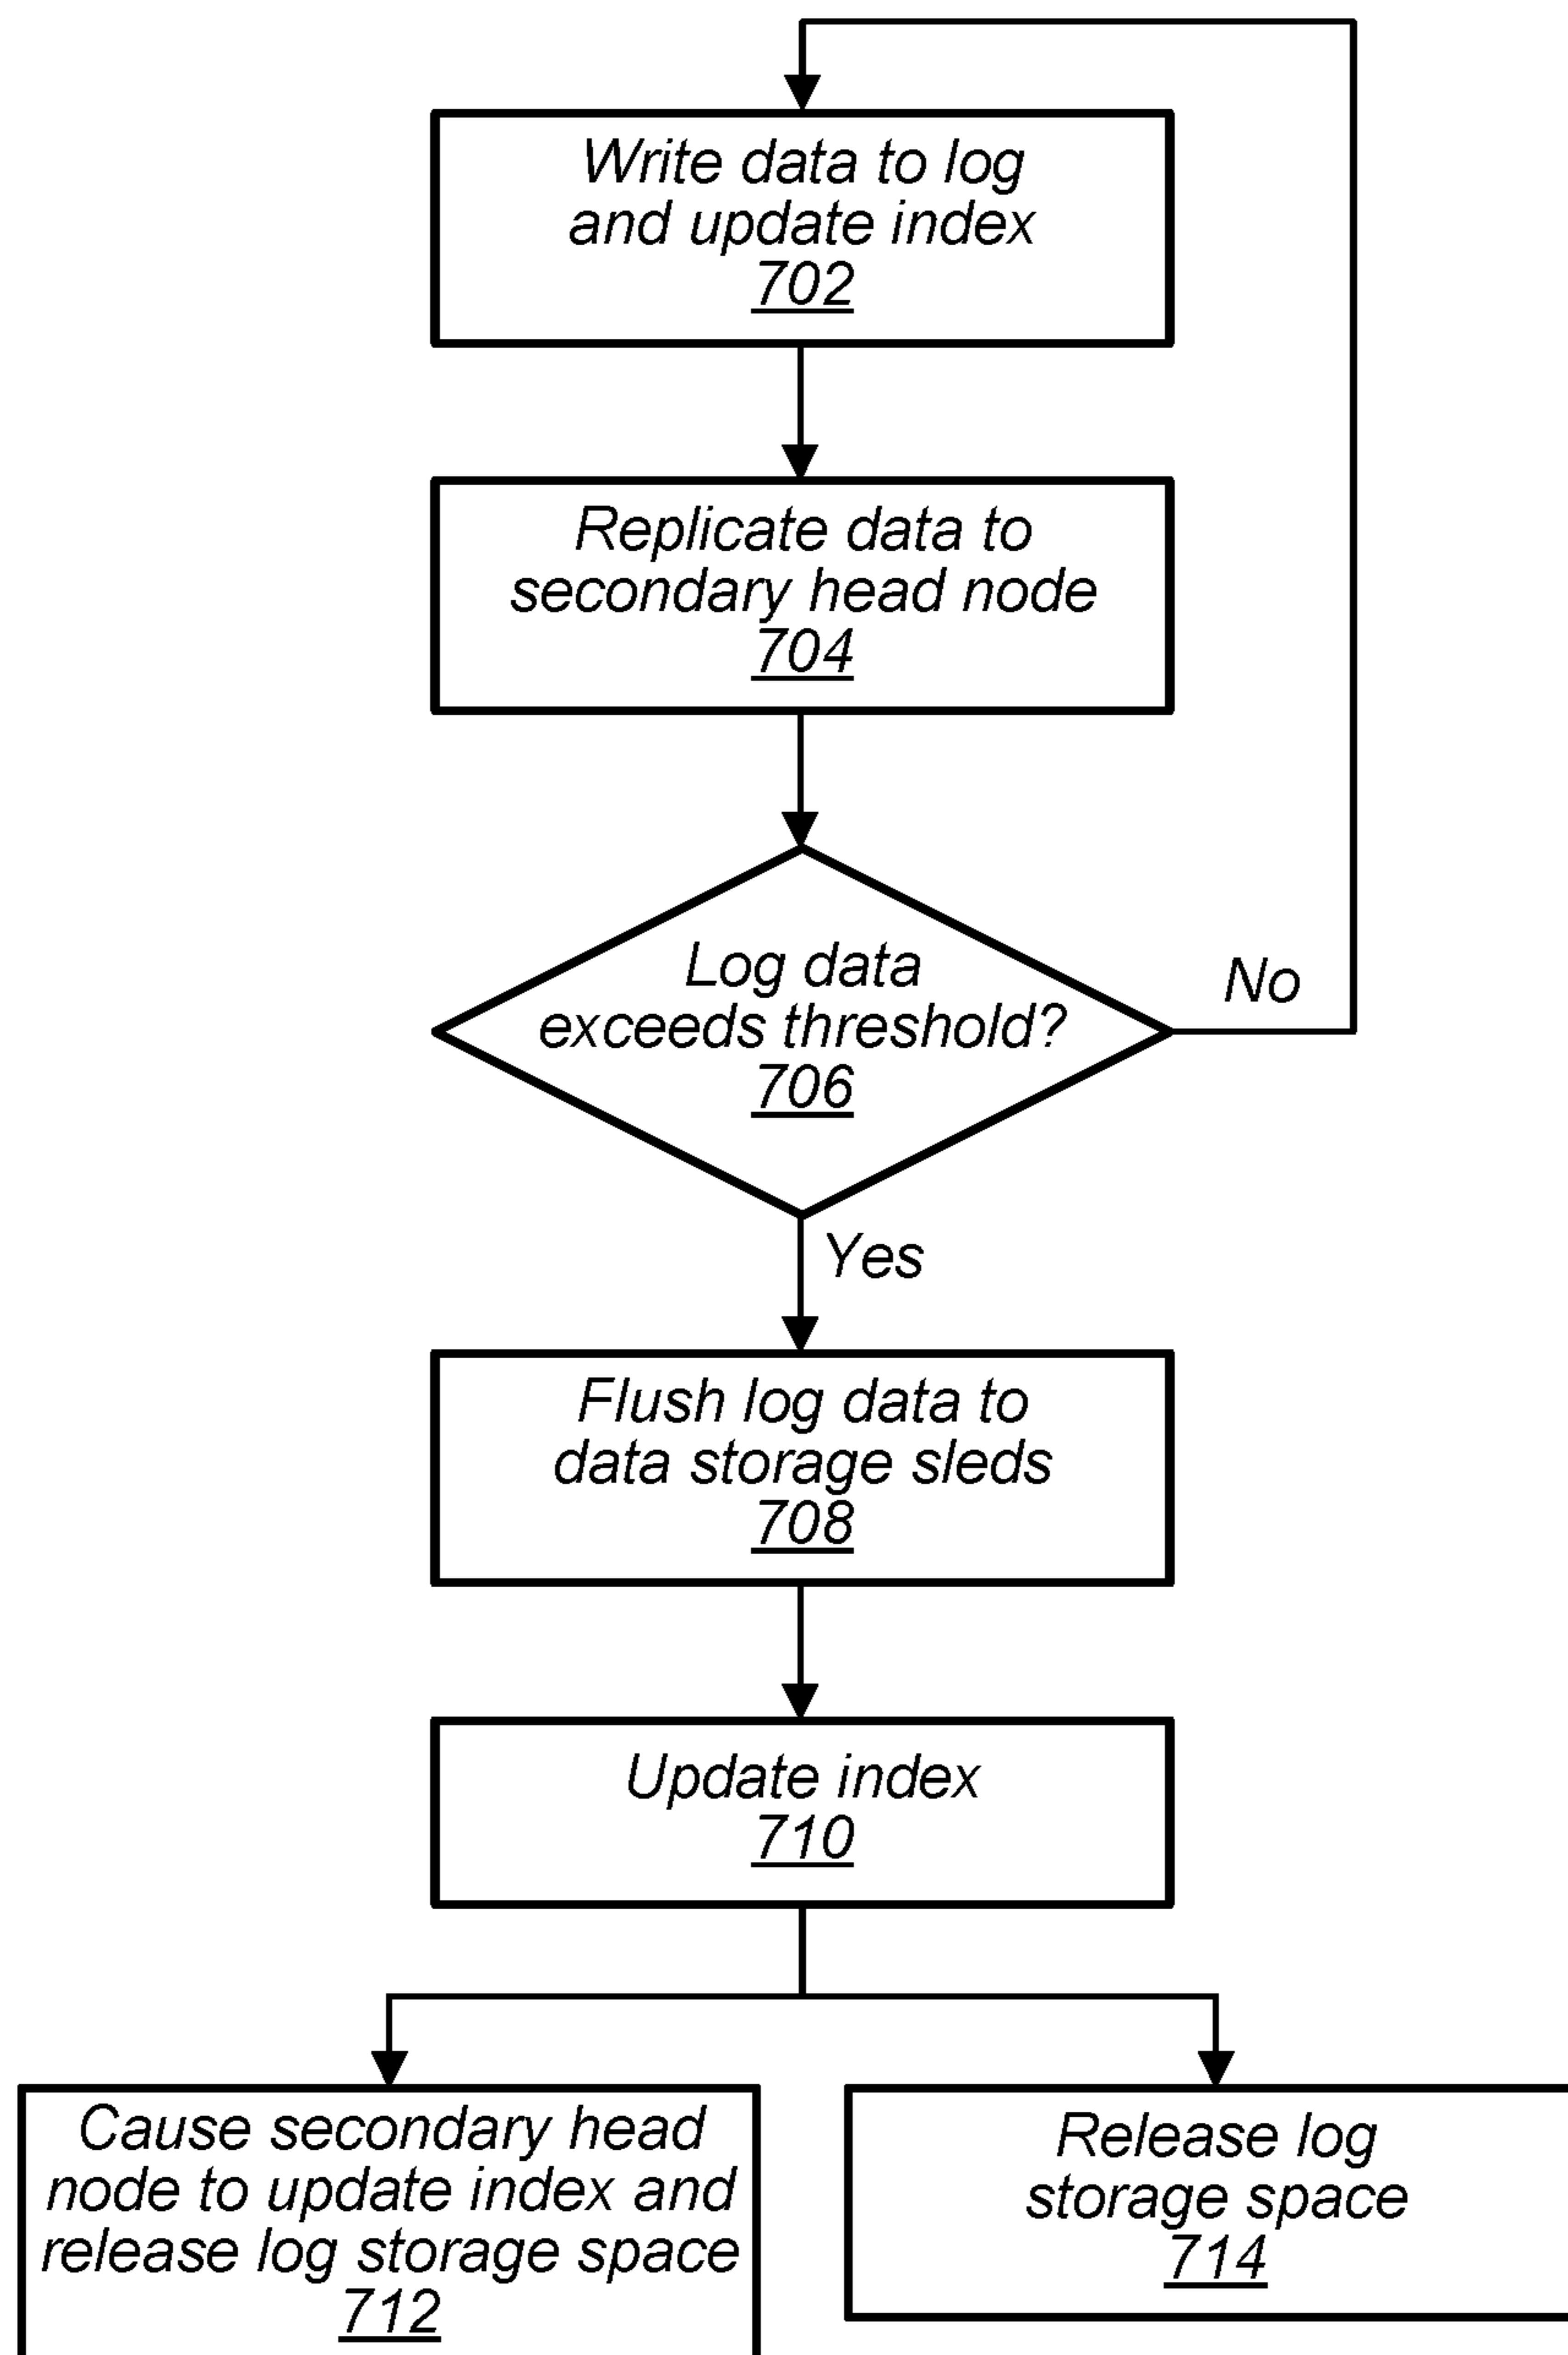 Write data to log
and update index
702
Replicate data to
secondary head node
704
Log data
exceeds threshold?
706
No
Yes
Flush log data to
data storage sleds
708
Update index
710
Cause secondary head
node to update index and
release log storage space
712
Release log
storage space
714